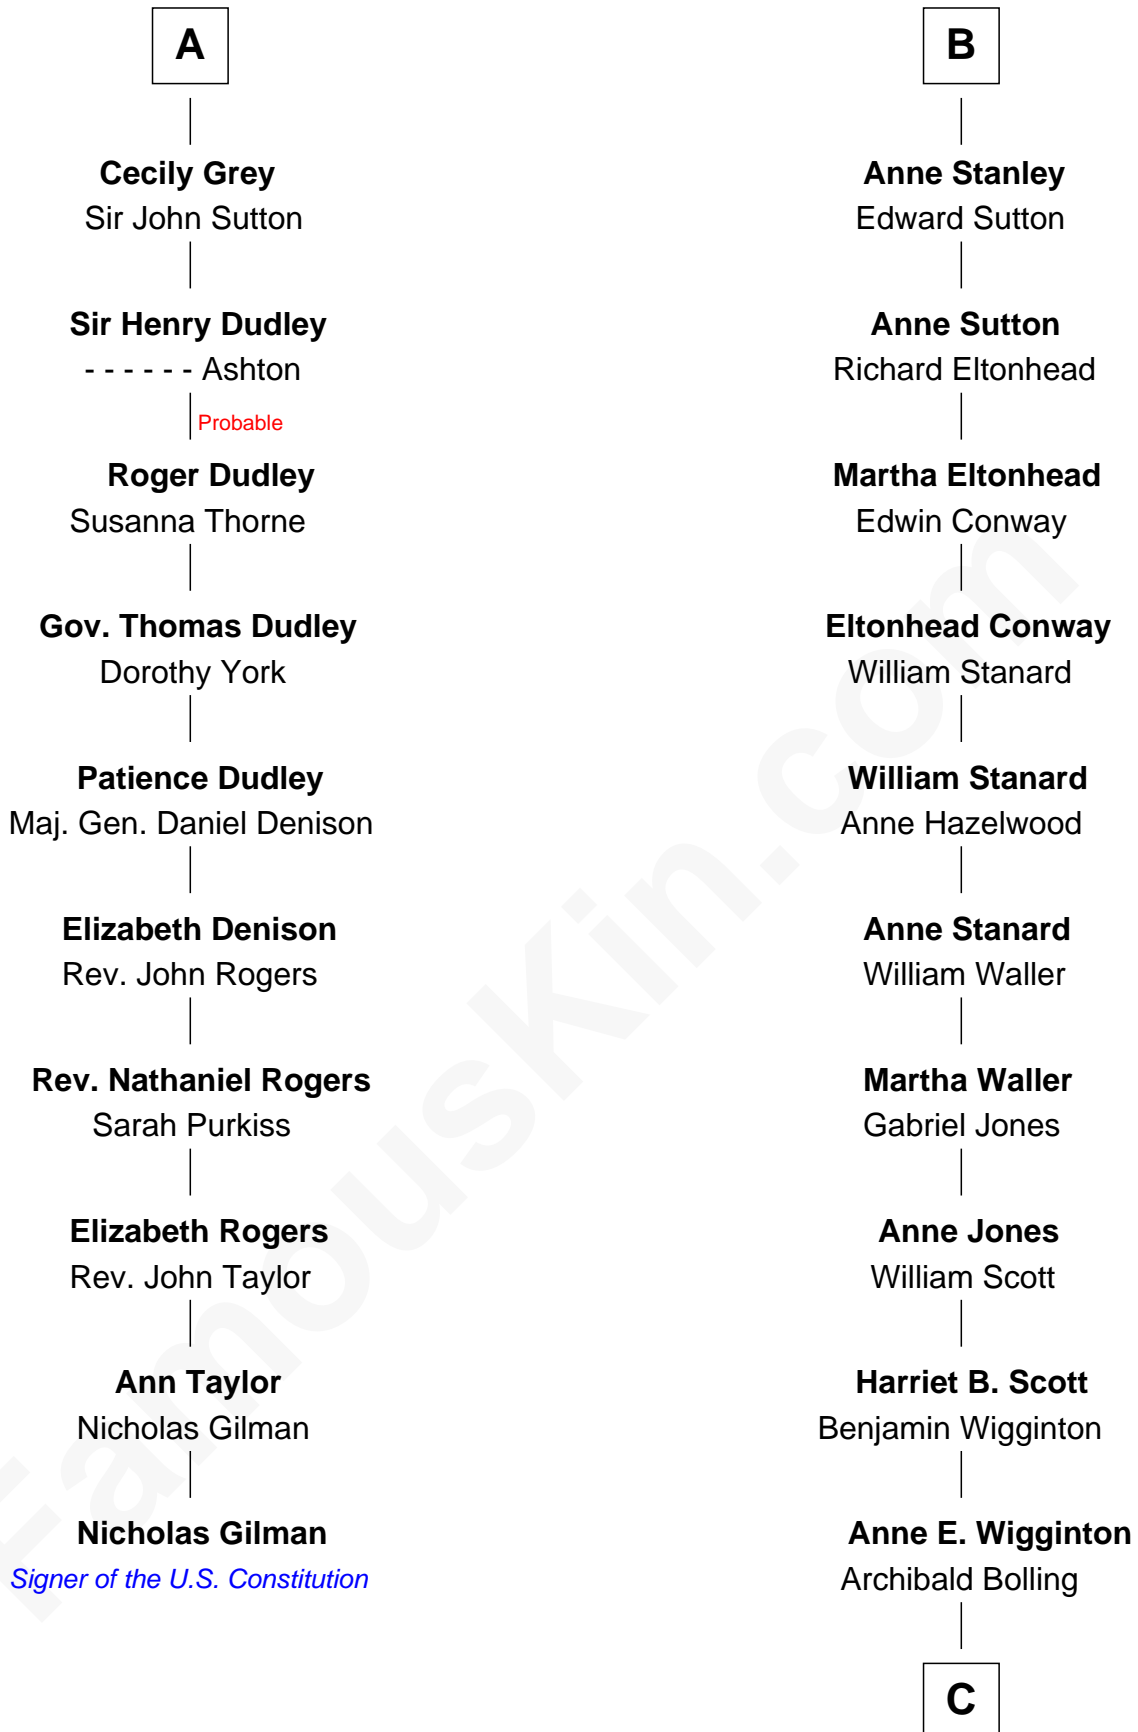 A
Cecily Grey
Sir John Sutton
Sir Henry Dudley
- - - - - - Ashton
Probable
Roger Dudley
Susanna Thorne
Gov. Thomas Dudley
Dorothy York
Patience Dudley
Maj. Gen. Daniel Denison
Elizabeth Denison
Rev. John Rogers
Rev. Nathaniel Rogers
Sarah Purkiss
Elizabeth Rogers
Rev. John Taylor
Ann Taylor
Nicholas Gilman
Nicholas Gilman
Signer of the U.S. Constitution
B
Anne Stanley
Edward Sutton
Anne Sutton
Richard Eltonhead
Martha Eltonhead
Edwin Conway
Eltonhead Conway
William Stanard
William Stanard
Anne Hazelwood
Anne Stanard
William Waller
Martha Waller
Gabriel Jones
Anne Jones
William Scott
Harriet B. Scott
Benjamin Wigginton
Anne E. Wigginton
Archibald Bolling
C
FamousKin.com